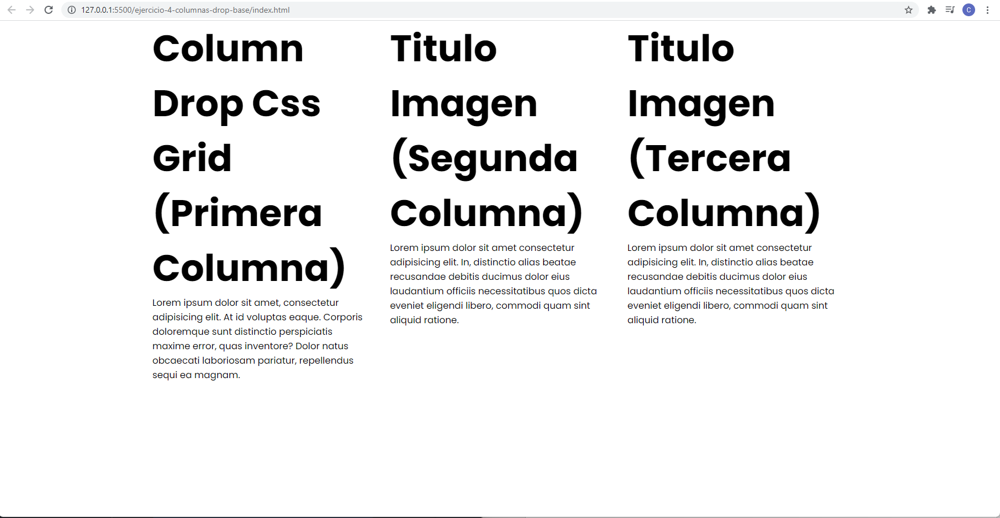 127.0.0.1:5500/ejercicio-4-columnas-drop-base/index.html
C
Column
Drop Css
Grid
(Primera
Columna)
Lorem ipsum dolor sit amet, consectetur
adipisicing elit. At id voluptas eaque. Corporis
doloremque sunt distinctio perspiciatis
maxime error, quas inventore? Dolor natus
obcaecati laboriosam pariatur, repellendus
sequi ea magnam.
Titulo
Imagen
(Segunda
Columna)
Lorem ipsum dolor sit amet consectetur
adipisicing elit. In, distinctio alias beatae
recusandae debitis ducimus dolor eius
laudantium officiis necessitatibus quos dicta
eveniet eligendi libero, commodi quam sint
aliquid ratione.
Titulo
Imagen
(Tercera
Columna)
Lorem ipsum dolor sit amet consectetur
adipisicing elit. In, distinctio alias beatae
recusandae debitis ducimus dolor eius
laudantium officiis necessitatibus quos dicta
eveniet eligendi libero, commodi quam sint
aliquid ratione.